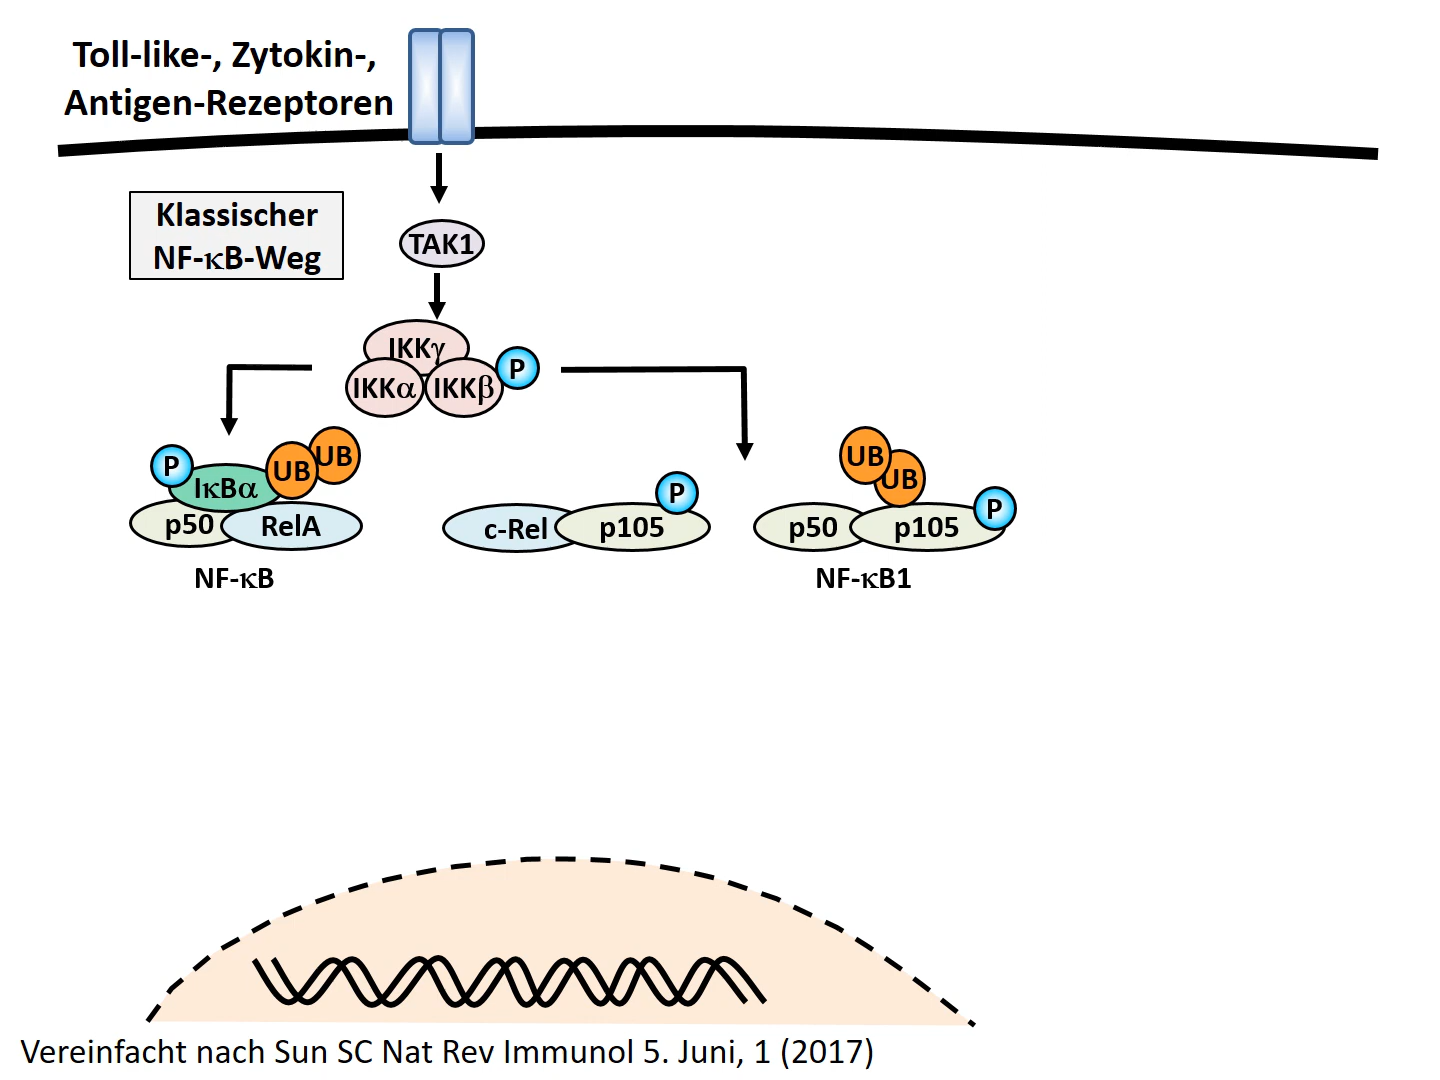 Toll-like-, Zytokin-,
Antigen-Rezeptoren
Klassischer
NF-κB-Weg
TAK1
IKKγ
IKKα
IKKβ
P
P
IκBα
UB
UB
p50
RelA
NF-κB
P
c-Rel
p105
UB
UB
P
p50
p105
NF-κB1
Vereinfacht nach Sun SC Nat Rev Immunol 5. Juni, 1 (2017)